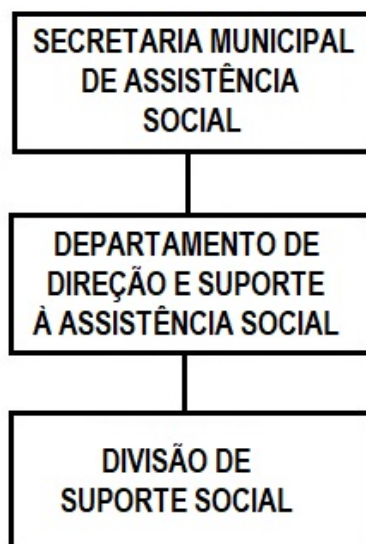 SECRETARIA MUNICIPAL
DE ASSISTÊNCIA
SOCIAL
DEPARTAMENTO DE
DIREÇÃO E SUPORTE
À ASSISTÊNCIA SOCIAL
DIVISÃO DE
SUPORTE SOCIAL